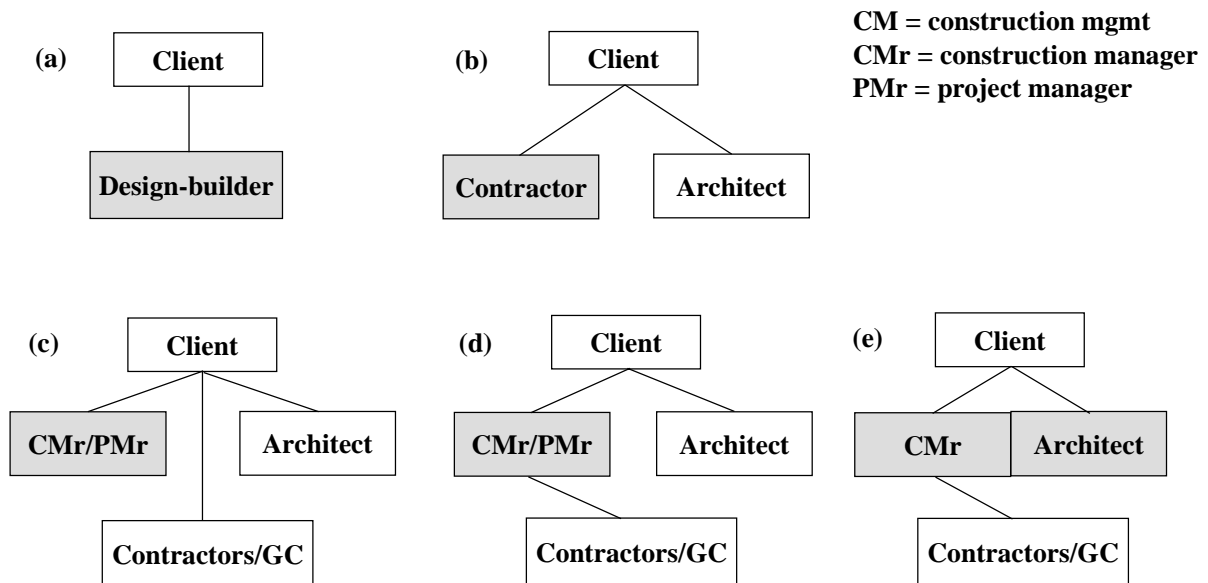 CM = construction mgmt
CMr = construction manager
PMr = project manager
(a)
Client
Design-builder
(b)
Client
Contractor
Architect
(c)
Client
CMr/PMr
Architect
Contractors/GC
(d)
Client
CMr/PMr
Architect
Contractors/GC
(e)
Client
CMr
Architect
Contractors/GC